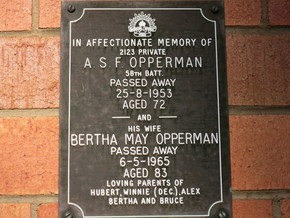 IN AFFECTIONATE MEMORY OF
2123 PRIVATE
A.S.F. OPPERMAN
58TH BATT.
PASSED AWAY
25-8-1953
AGED 72
— AND —
HIS WIFE
BERTHA MAY OPPERMAN
PASSED AWAY
6-5-1965
AGED 83
LOVING PARENTS OF
HUBERT, WINNIE (DEC.), ALEX
BERTHA AND BRUCE